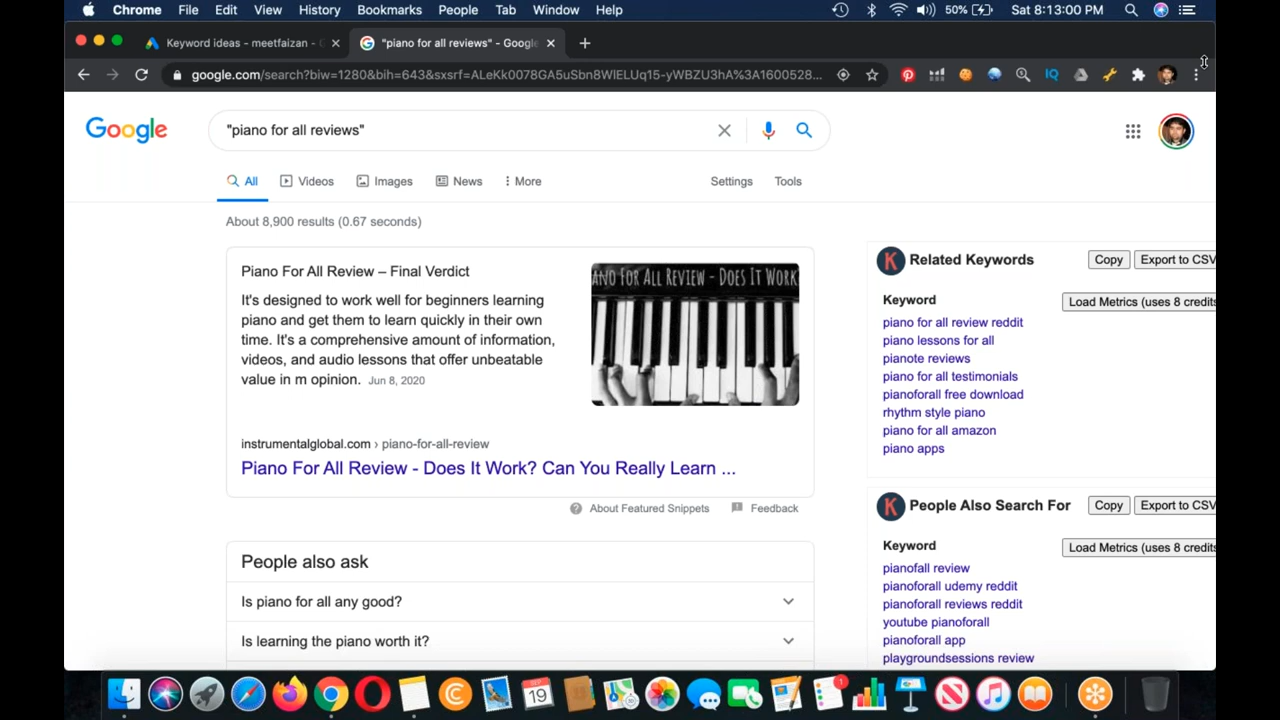 Chrome File Edit View History Bookmarks People Tab Window Help 50% Sat 8:13:00 PM
Keyword ideas - meetfaizan -
"piano for all reviews" - Google
google.com/search?biw=1280&bih=643&sxsrf=ALeKk0078GA5uSbn8WlELUq15-yWBZU3hA%3A1600528...
IQ
Google
"piano for all reviews"
All Videos Images News More Settings Tools
About 8,900 results (0.67 seconds)
Piano For All Review – Final Verdict
It's designed to work well for beginners learning
piano and get them to learn quickly in their own
time. It's a comprehensive amount of information,
videos, and audio lessons that offer unbeatable
value in m opinion. Jun 8, 2020
ANO FOR ALL REVIEW - DOES IT WORK
instrumentalglobal.com › piano-for-all-review
Piano For All Review - Does It Work? Can You Really Learn ...
About Featured Snippets Feedback
People also ask
Is piano for all any good?
Is learning the piano worth it?
K Related Keywords Copy Export to CSV
Keyword Load Metrics (uses 8 credits
piano for all review reddit
piano lessons for all
pianote reviews
piano for all testimonials
pianoforall free download
rhythm style piano
piano for all amazon
piano apps
K People Also Search For Copy Export to CSV
Keyword Load Metrics (uses 8 credits
pianofall review
pianoforall udemy reddit
pianoforall reviews reddit
youtube pianoforall
pianoforall app
playgroundsessions review
SEP
19
1